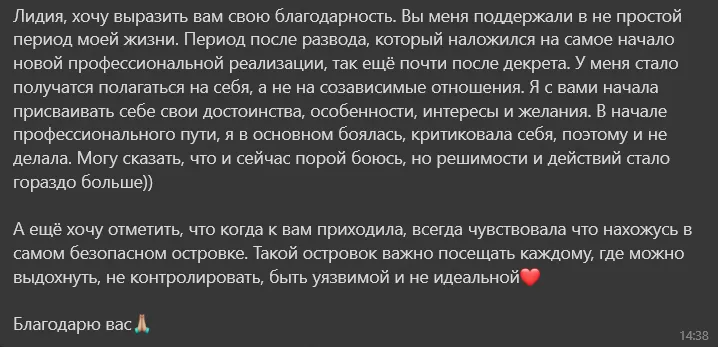 Лидия, хочу выразить вам свою благодарность. Вы меня поддержали в не простой
период моей жизни. Период после развода, который наложился на самое начало
новой профессиональной реализации, так ещё почти после декрета. У меня стало
получатся полагаться на себя, а не на созависимые отношения. Я с вами начала
присваивать себе свои достоинства, особенности, интересы и желания. В начале
профессионального пути, я в основном боялась, критиковала себя, поэтому и не
делала. Могу сказать, что и сейчас порой боюсь, но решимости и действий стало
гораздо больше))
А ещё хочу отметить, что когда к вам приходила, всегда чувствовала что нахожусь в
самом безопасном островке. Такой островок важно посещать каждому, где можно
выдохнуть, не контролировать, быть уязвимой и не идеальной❤️
Благодарю вас🙏🏼
14:38